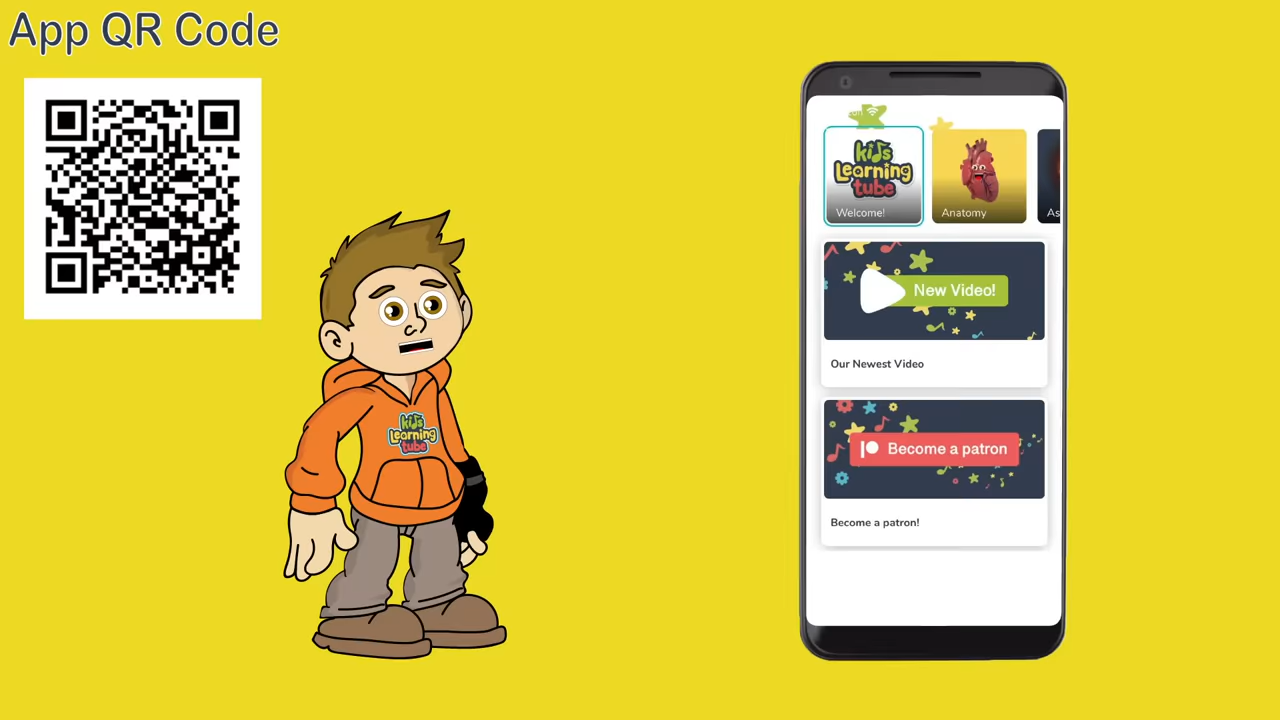 App QR Code
kids
Learning
tube
Welcome!
Anatomy
As
New Video!
Our Newest Video
Become a patron
Become a patron!
kids
Learning
tube